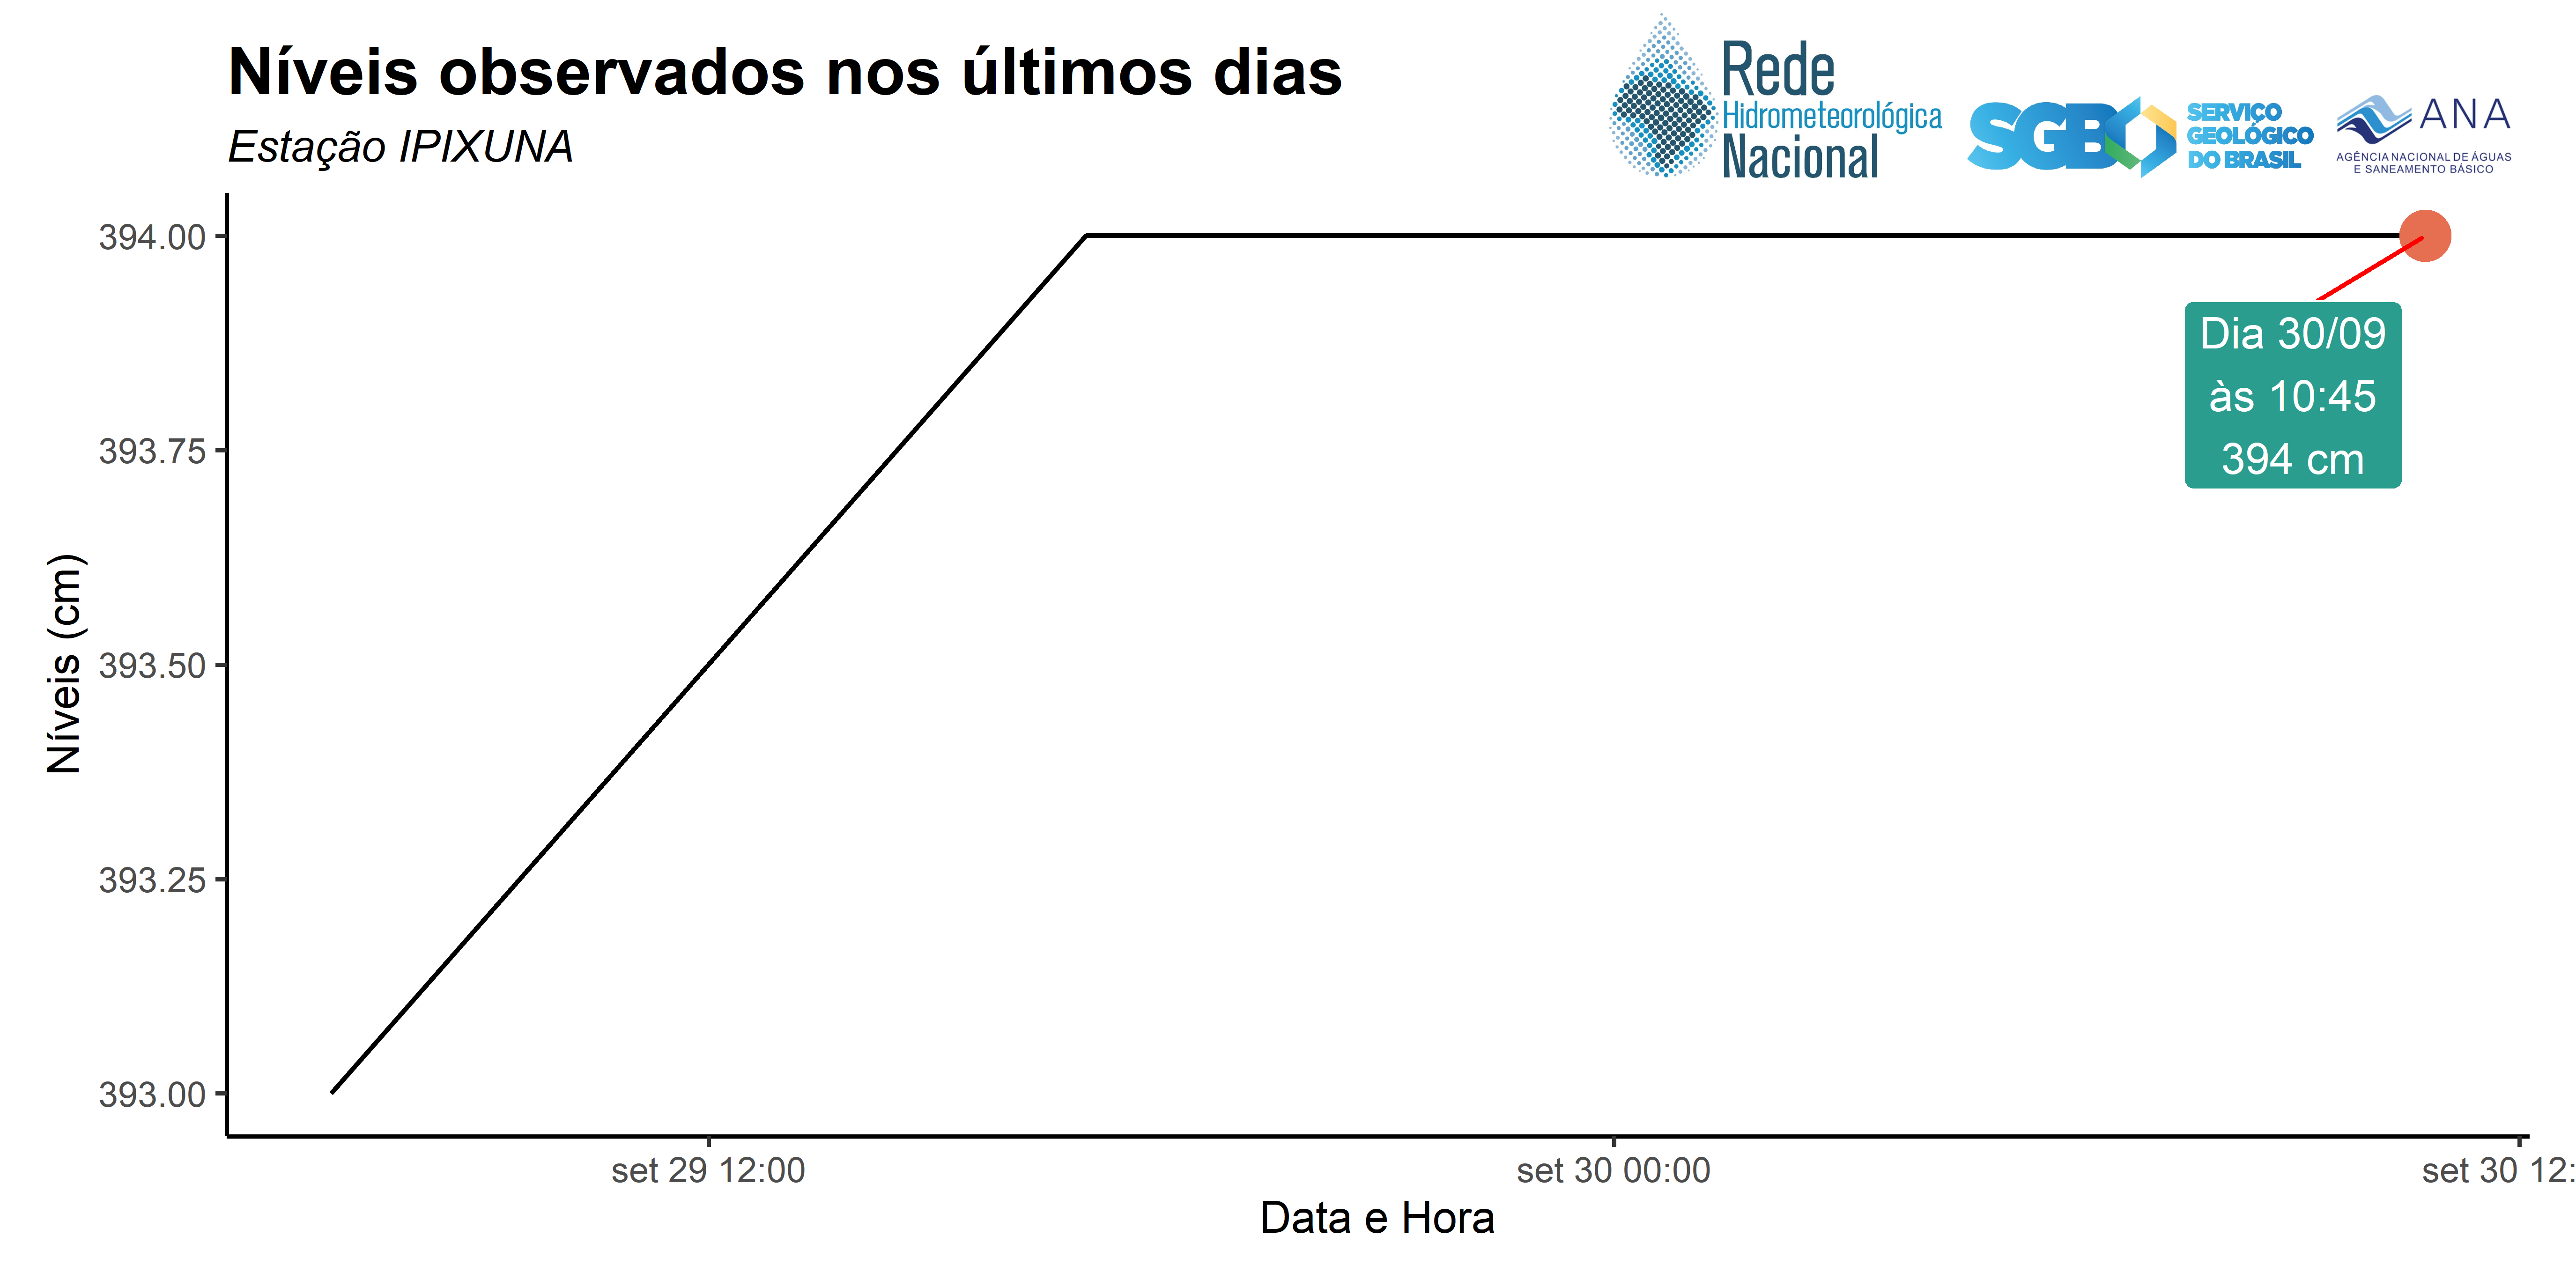 Níveis observados nos últimos dias
Estação IPIXUNA
Rede
Hidrometeorológica
Nacional
SGB
SERVIÇO
GEOLÓGICO
DO BRASIL
ANA
AGÊNCIA NACIONAL DE ÁGUAS
E SANEAMENTO BÁSICO
394.00
393.75
393.50
393.25
393.00
Níveis (cm)
Dia 30/09
às 10:45
394 cm
set 29 12:00
set 30 00:00
set 30 12:
Data e Hora